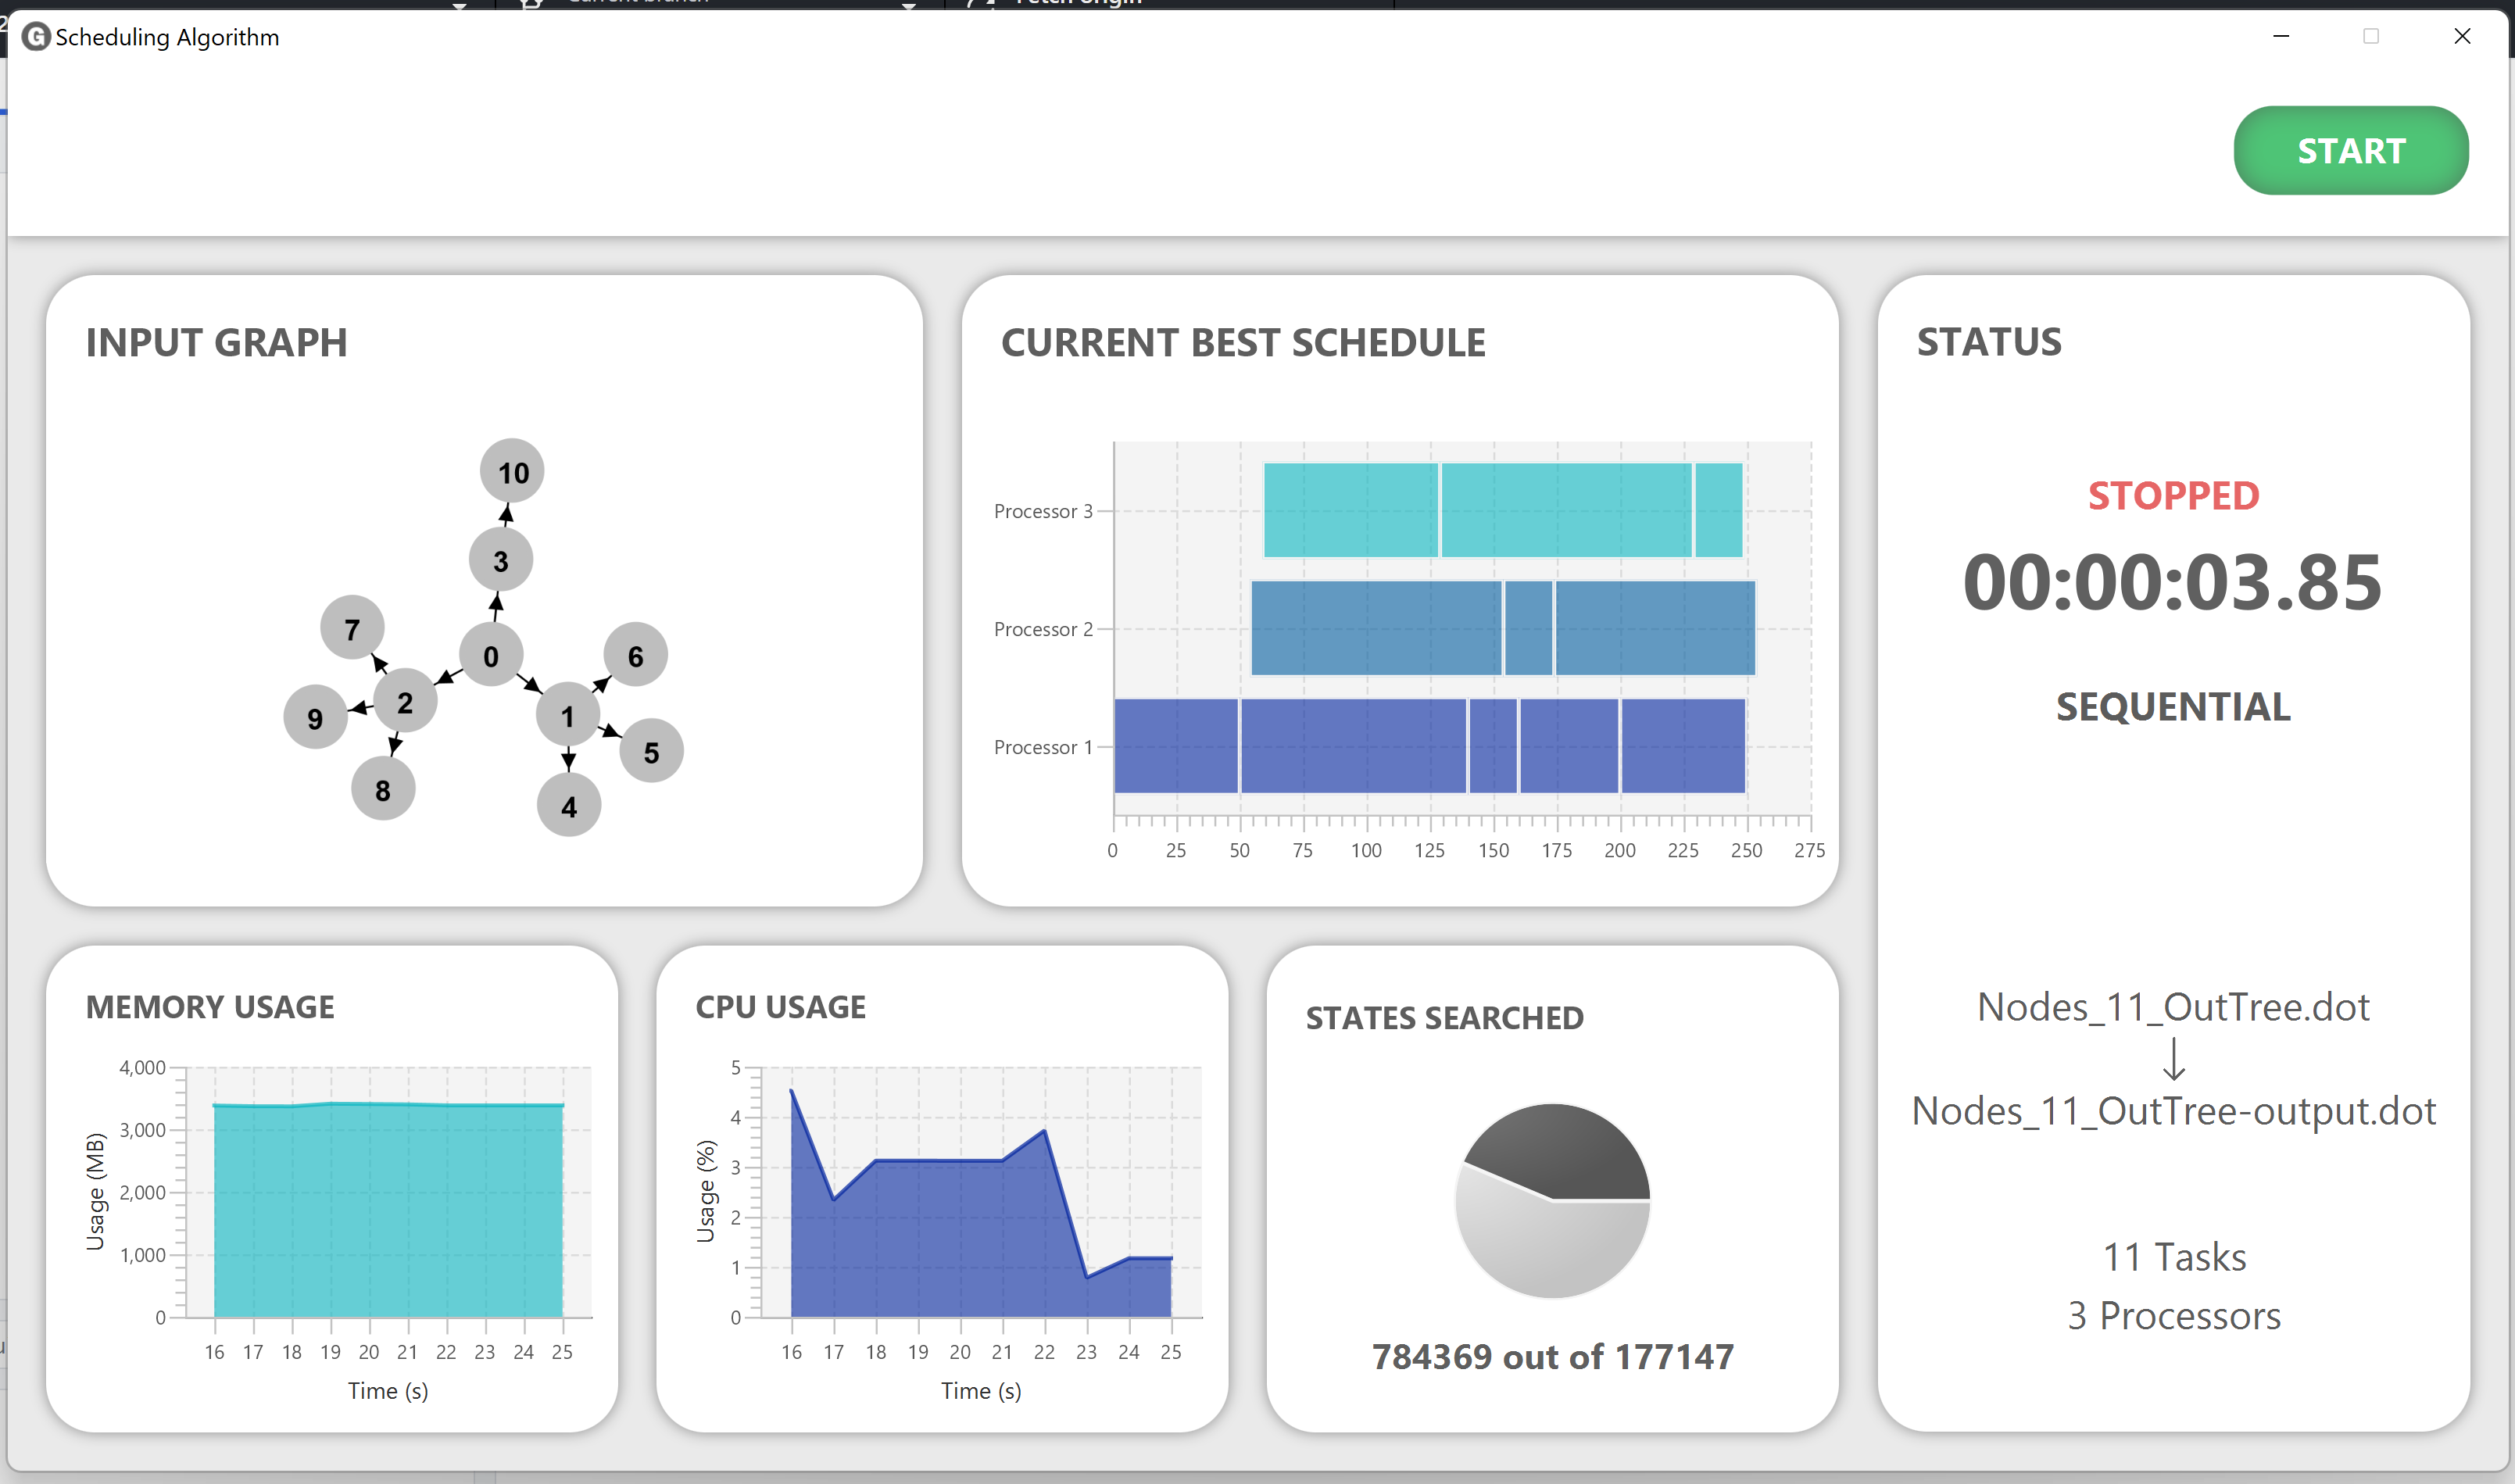 Fetch origin
Scheduling Algorithm
START
INPUT GRAPH
10
3
7
0
6
2
9
1
5
8
4
CURRENT BEST SCHEDULE
Processor 3
Processor 2
Processor 1
0 25 50 75 100 125 150 175 200 225 250 275
STATUS
STOPPED
00:00:03.85
SEQUENTIAL
Nodes_11_OutTree.dot
↓
Nodes_11_OutTree-output.dot
11 Tasks
3 Processors
MEMORY USAGE
4,000
3,000
2,000
1,000
0
Usage (MB)
16 17 18 19 20 21 22 23 24 25
Time (s)
CPU USAGE
5
4
3
2
1
0
Usage (%)
16 17 18 19 20 21 22 23 24 25
Time (s)
STATES SEARCHED
784369 out of 177147